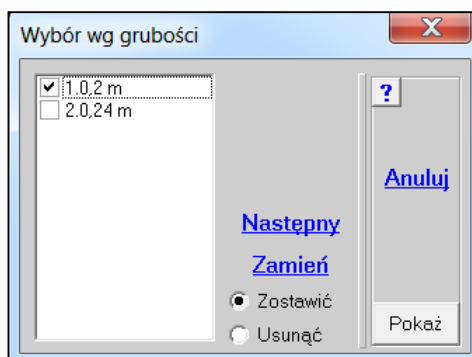 Wybór wg grubości
1.0,2 m
2.0,24 m
?
Anuluj
Następny
Zamień
Zostawić
Usunąć
Pokaż